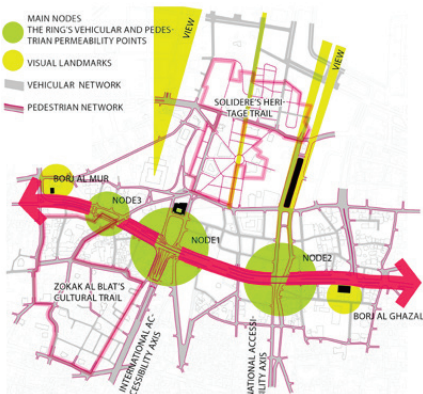 MAIN NODES
THE RING'S VEHICULAR AND PEDES-
TRIAN PERMEABILITY POINTS
VISUAL LANDMARKS
VEHICULAR NETWORK
PEDESTRIAN NETWORK
VIEW
VIEW
SOLIDERE'S HERI-
TAGE TRAIL
BORJ AL MUR
NODE3
NODE1
NODE2
ZOKAK AL BLAT'S
CULTURAL TRAIL
BORJ AL GHAZAL
INTERNATIONAL AC-
CESSIBILITY AXIS
NATIONAL ACCESSI-
BILITY AXIS